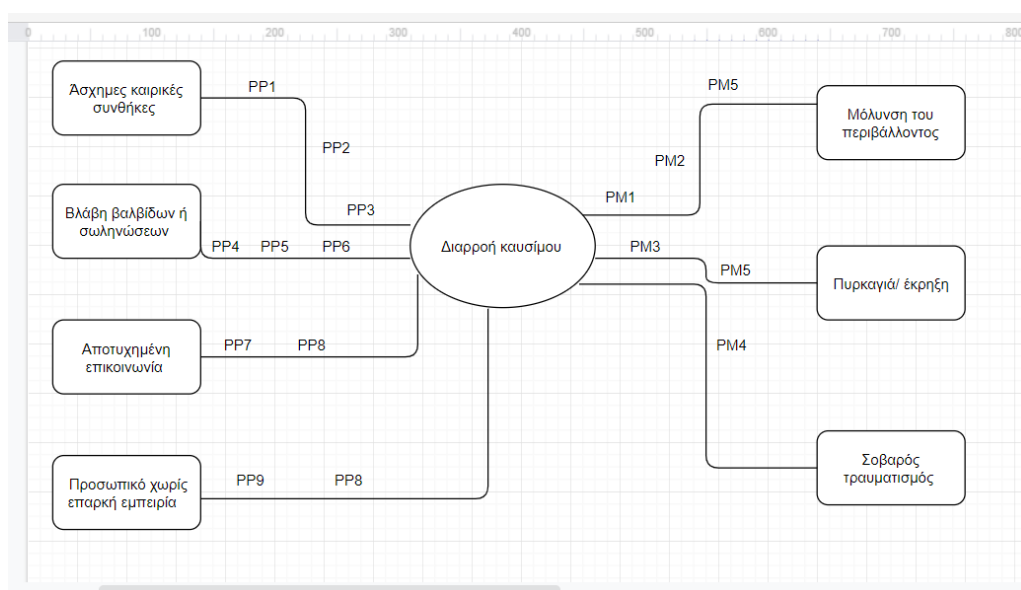 0 100 200 300 400 500 600 700 800
Άσχημες καιρικές
συνθήκες
PP1
PP2
PP3
Βλάβη βαλβίδων ή
σωληνώσεων
PP4 PP5 PP6
Αποτυχημένη
επικοινωνία
PP7 PP8
Προσωπικό χωρίς
επαρκή εμπειρία
PP9 PP8
Διαρροή καυσίμου
PM5
PM2
PM1
Μόλυνση του
περιβάλλοντος
PM3
PM5
Πυρκαγιά/ έκρηξη
PM4
Σοβαρός
τραυματισμός